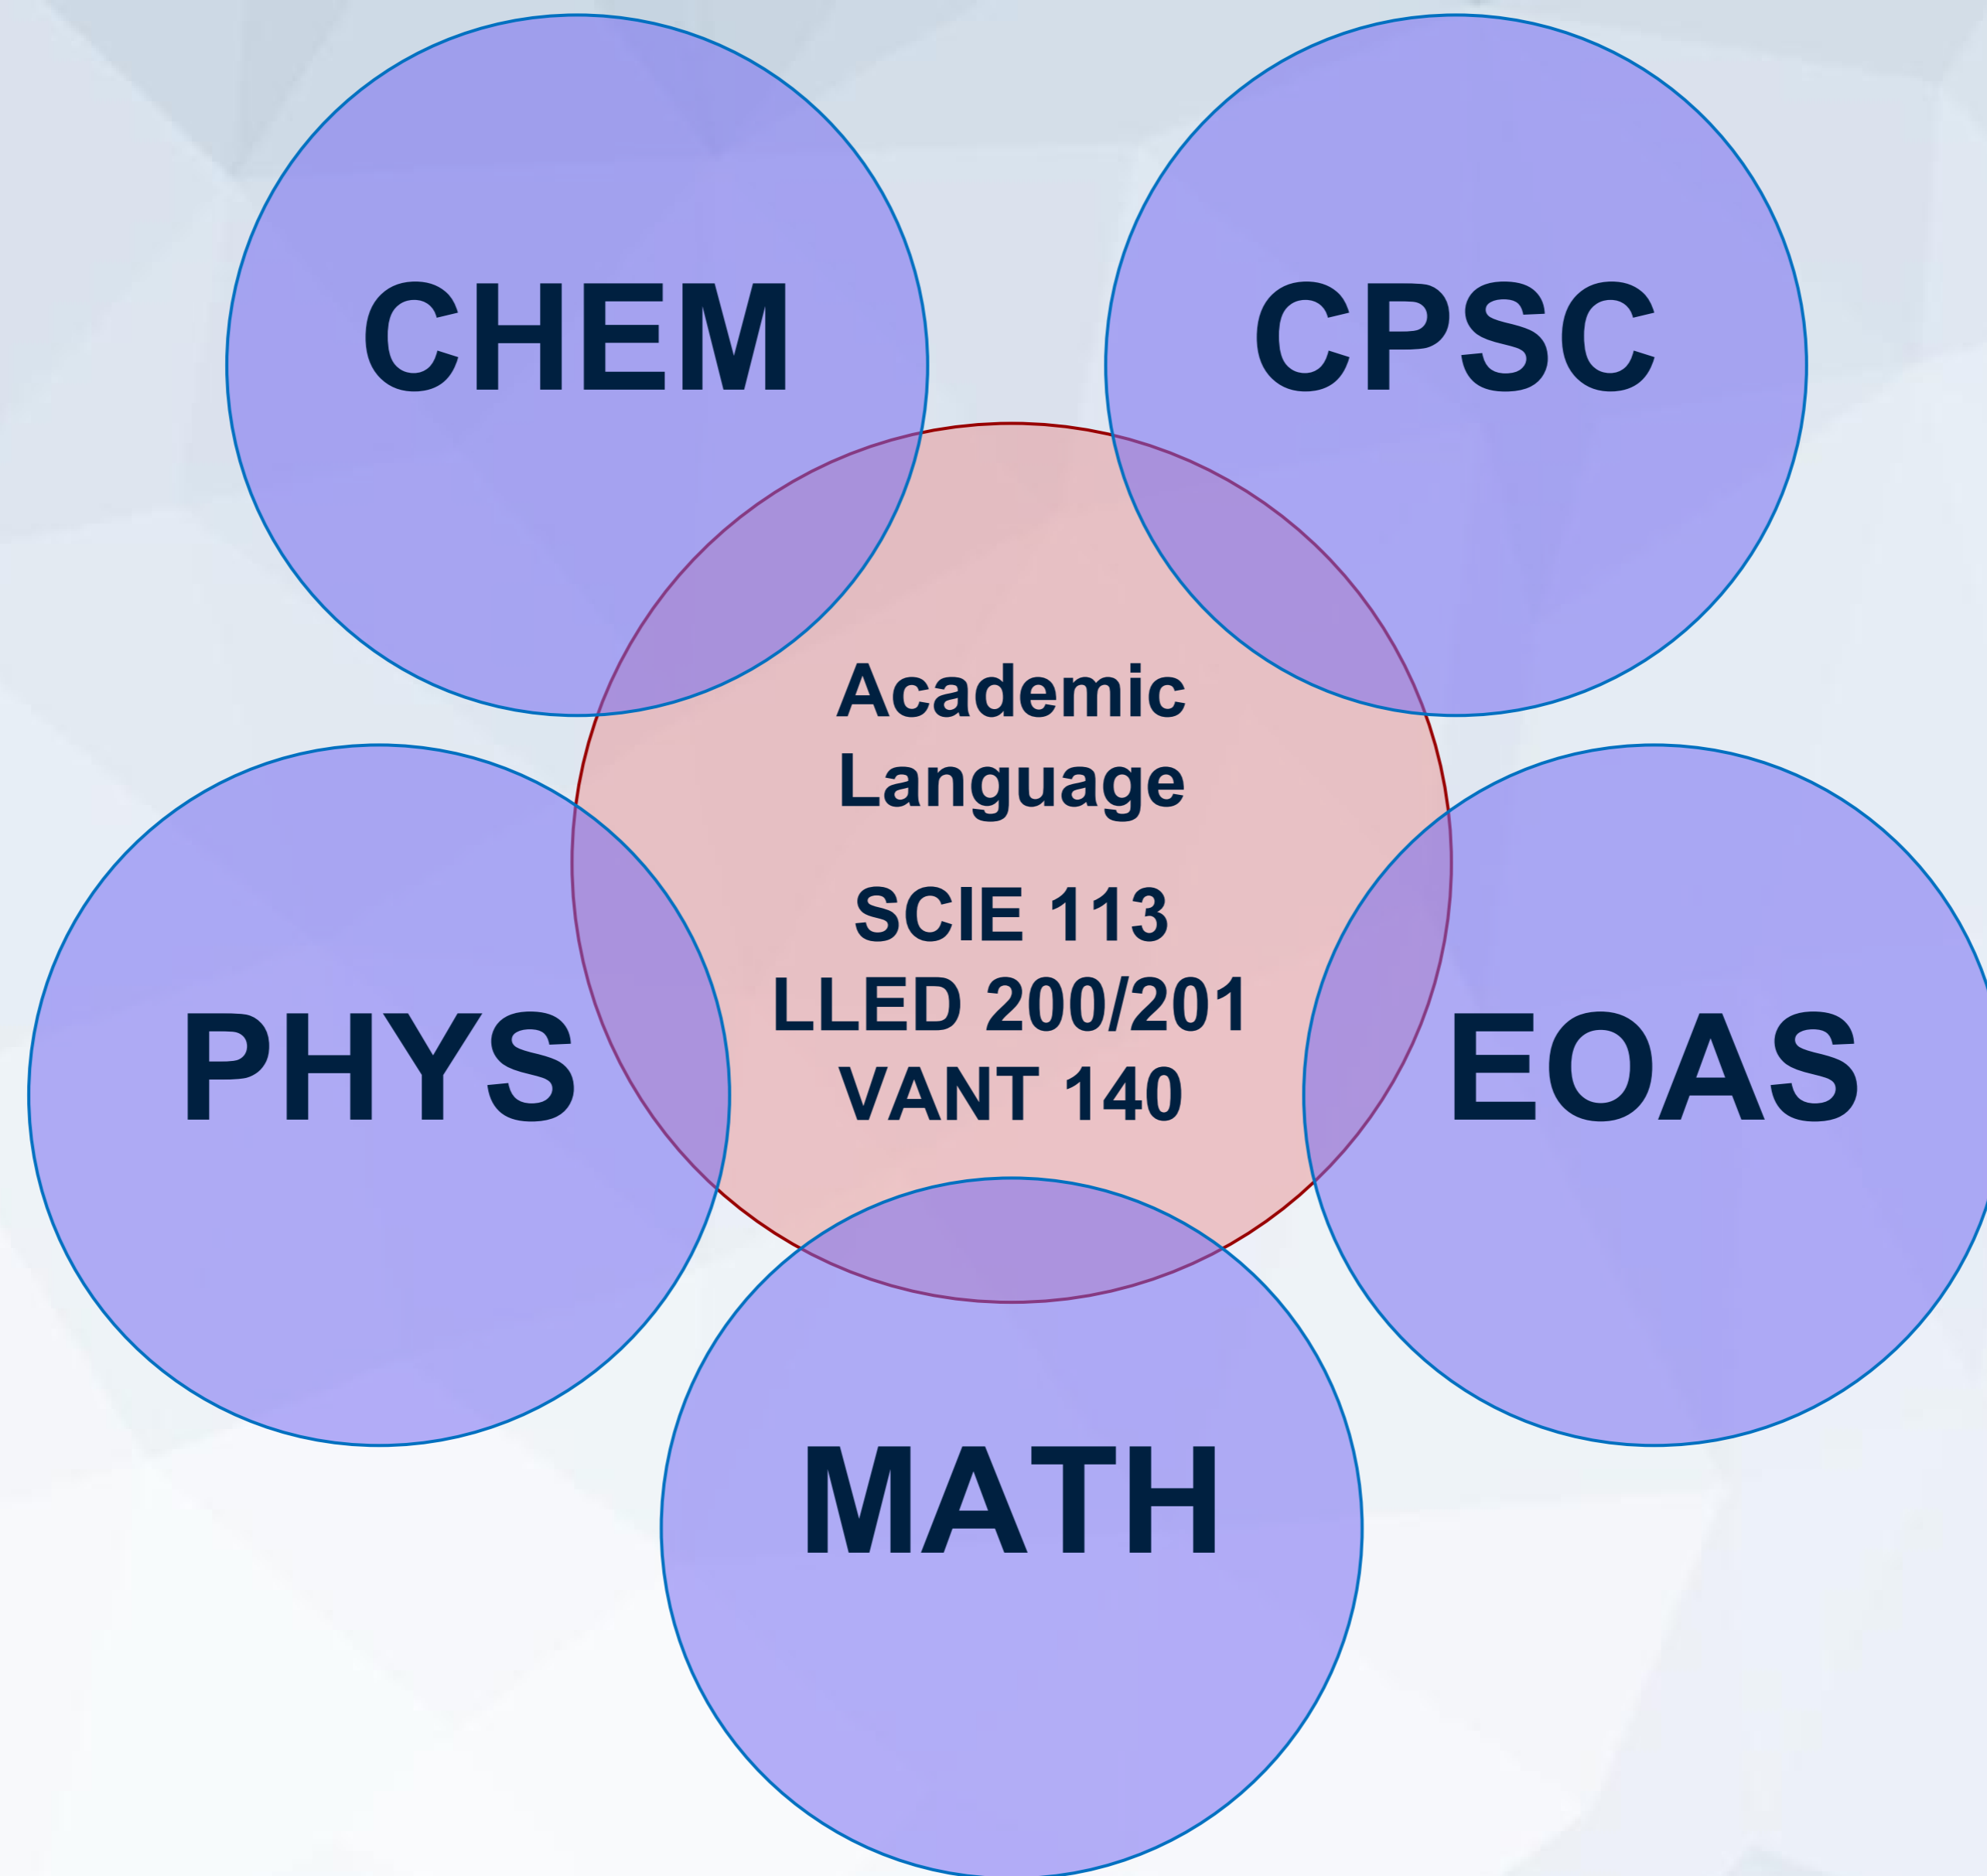 CHEM
CPSC
Academic
Language
SCIE 113
LLED 200/201
VANT 140
PHYS
EOAS
MATH